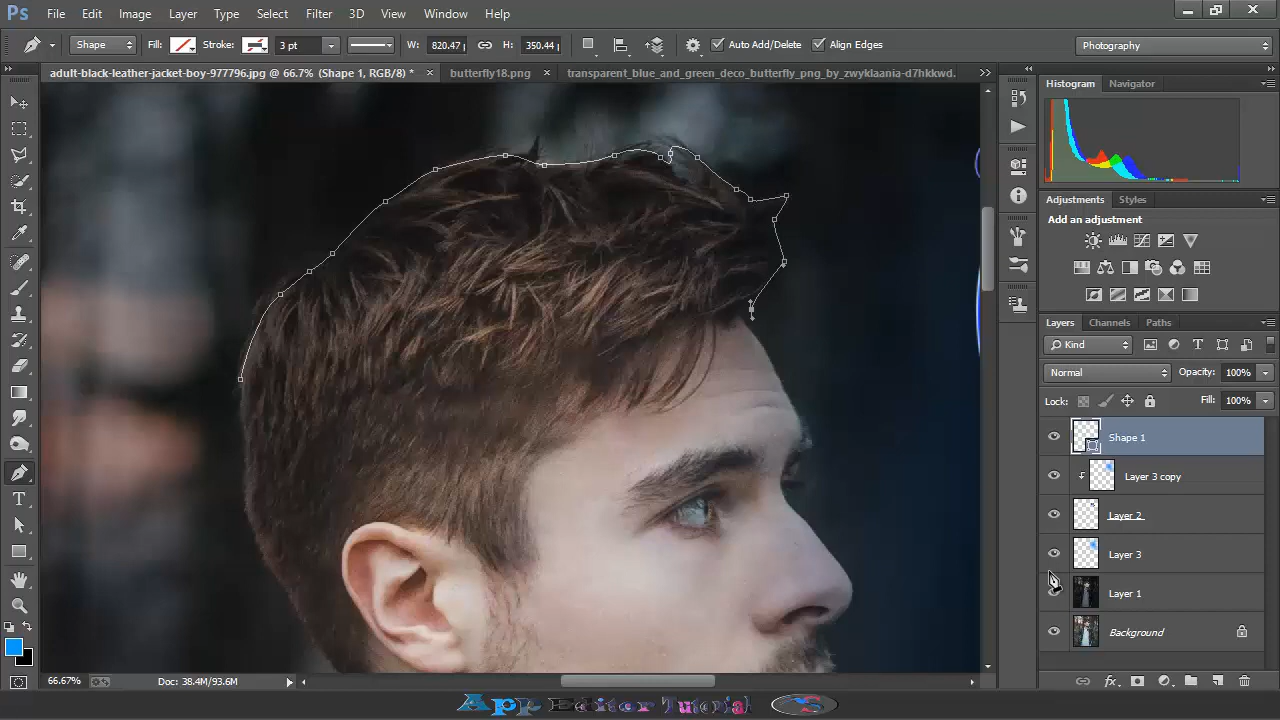 Ps File Edit Image Layer Type Select Filter 3D View Window Help
Shape Fill: Stroke: 3 pt W: 820.47 H: 350.44 Auto Add/Delete Align Edges Photography
adult-black-leather-jacket-boy-977796.jpg @ 66.7% (Shape 1, RGB/8) * × butterfly18.png × transparent_blue_and_green_deco_butterfly_png_by_zwyklaania-d7hkkwd.
Histogram Navigator
Adjustments Styles
Add an adjustment
Layers Channels Paths
Kind
Normal Opacity: 100%
Lock: Fill: 100%
Shape 1
Layer 3 copy
Layer 2
Layer 3
Layer 1
Background
T
66.67% Doc: 38.4M/93.6M
fx
App Editor Tutorial